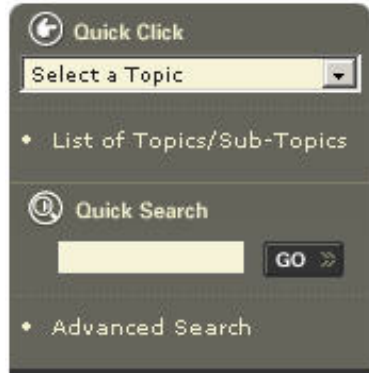 Quick Click
Select a Topic
• List of Topics/Sub-Topics
Quick Search
GO »
• Advanced Search